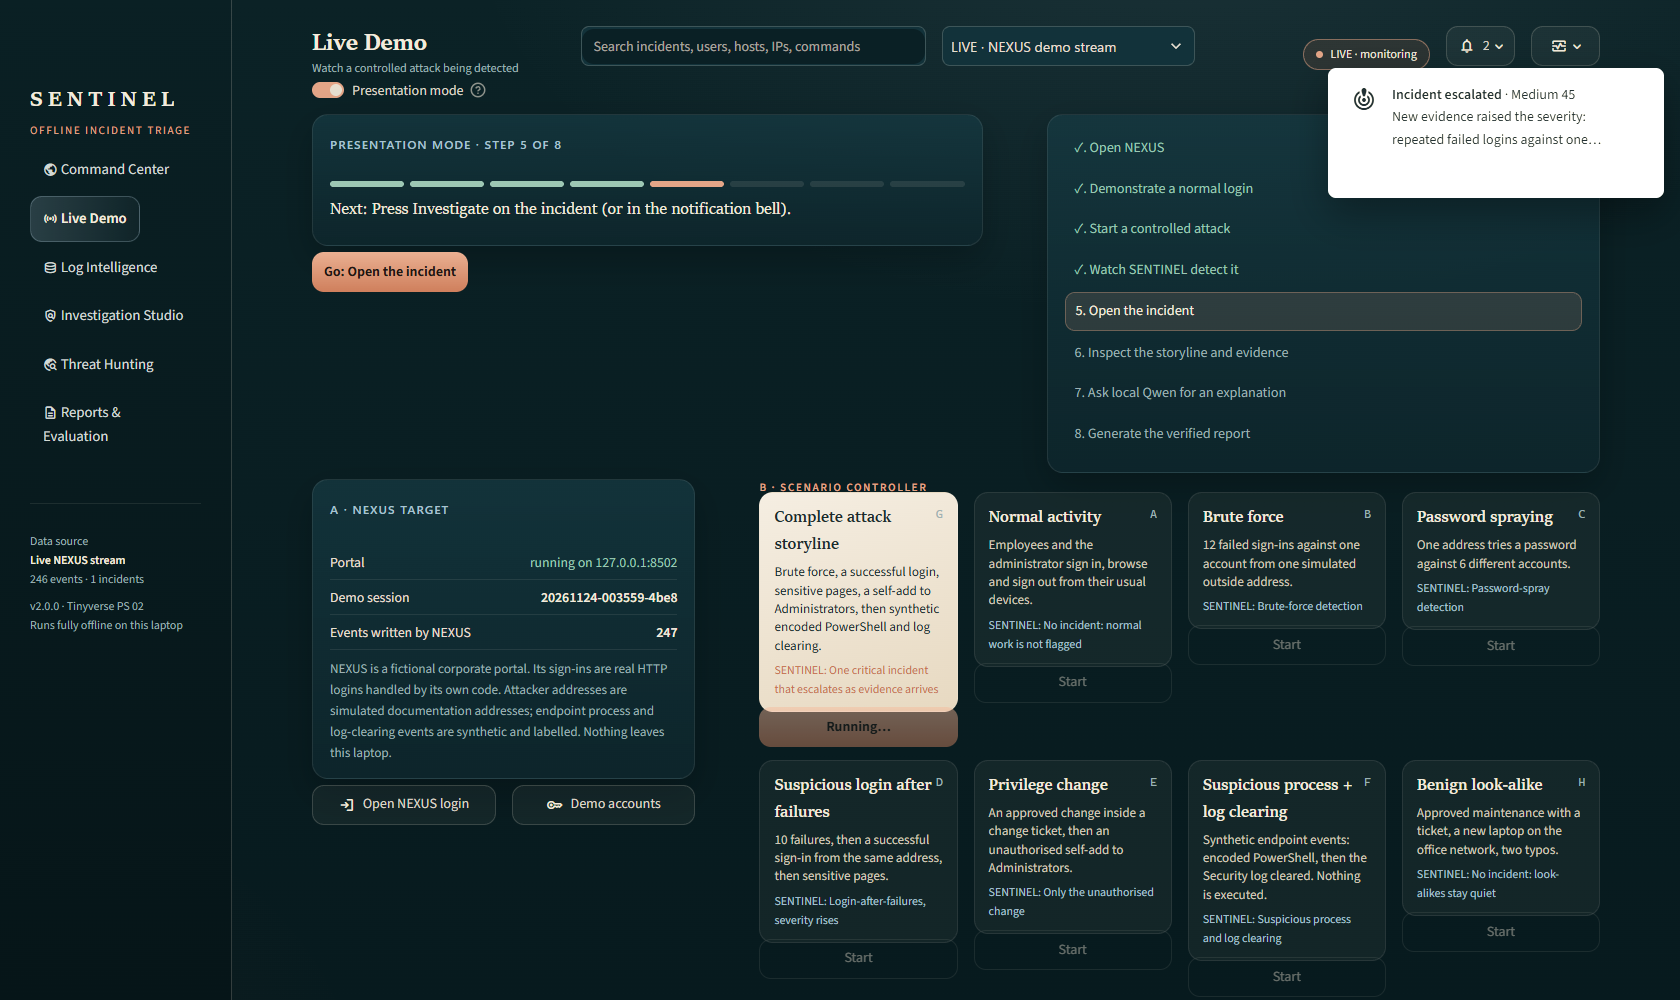 SENTINEL
OFFLINE INCIDENT TRIAGE
Command Center
Live Demo
Log Intelligence
Investigation Studio
Threat Hunting
Reports &
Evaluation
Data source
Live NEXUS stream
246 events · 1 incidents
v2.0.0 · Tinyverse PS 02
Runs fully offline on this laptop
Live Demo
Watch a controlled attack being detected
Presentation mode
Search incidents, users, hosts, IPs, commands
LIVE · NEXUS demo stream
LIVE · monitoring
2
Incident escalated · Medium 45
New evidence raised the severity:
repeated failed logins against one…
PRESENTATION MODE · STEP 5 OF 8
Next: Press Investigate on the incident (or in the notification bell).
Go: Open the incident
✓. Open NEXUS
✓. Demonstrate a normal login
✓. Start a controlled attack
✓. Watch SENTINEL detect it
5. Open the incident
6. Inspect the storyline and evidence
7. Ask local Qwen for an explanation
8. Generate the verified report
A · NEXUS TARGET
Portal running on 127.0.0.1:8502
Demo session 20261124-003559-4be8
Events written by NEXUS 247
NEXUS is a fictional corporate portal. Its sign-ins are real HTTP
logins handled by its own code. Attacker addresses are
simulated documentation addresses; endpoint process and
log-clearing events are synthetic and labelled. Nothing leaves
this laptop.
Open NEXUS login
Demo accounts
B · SCENARIO CONTROLLER
Complete attack G
storyline
Brute force, a successful login,
sensitive pages, a self-add to
Administrators, then synthetic
encoded PowerShell and log
clearing.
SENTINEL: One critical incident
that escalates as evidence arrives
Running…
Normal activity A
Employees and the
administrator sign in, browse
and sign out from their usual
devices.
SENTINEL: No incident: normal
work is not flagged
Start
Brute force B
12 failed sign-ins against one
account from one simulated
outside address.
SENTINEL: Brute-force detection
Start
Password spraying C
One address tries a password
against 6 different accounts.
SENTINEL: Password-spray
detection
Start
Suspicious login after D
failures
10 failures, then a successful
sign-in from the same address,
then sensitive pages.
SENTINEL: Login-after-failures,
severity rises
Start
Privilege change E
An approved change inside a
change ticket, then an
unauthorised self-add to
Administrators.
SENTINEL: Only the unauthorised
change
Start
Suspicious process + F
log clearing
Synthetic endpoint events:
encoded PowerShell, then the
Security log cleared. Nothing
is executed.
SENTINEL: Suspicious process
and log clearing
Start
Benign look-alike H
Approved maintenance with a
ticket, a new laptop on the
office network, two typos.
SENTINEL: No incident: look-
alikes stay quiet
Start